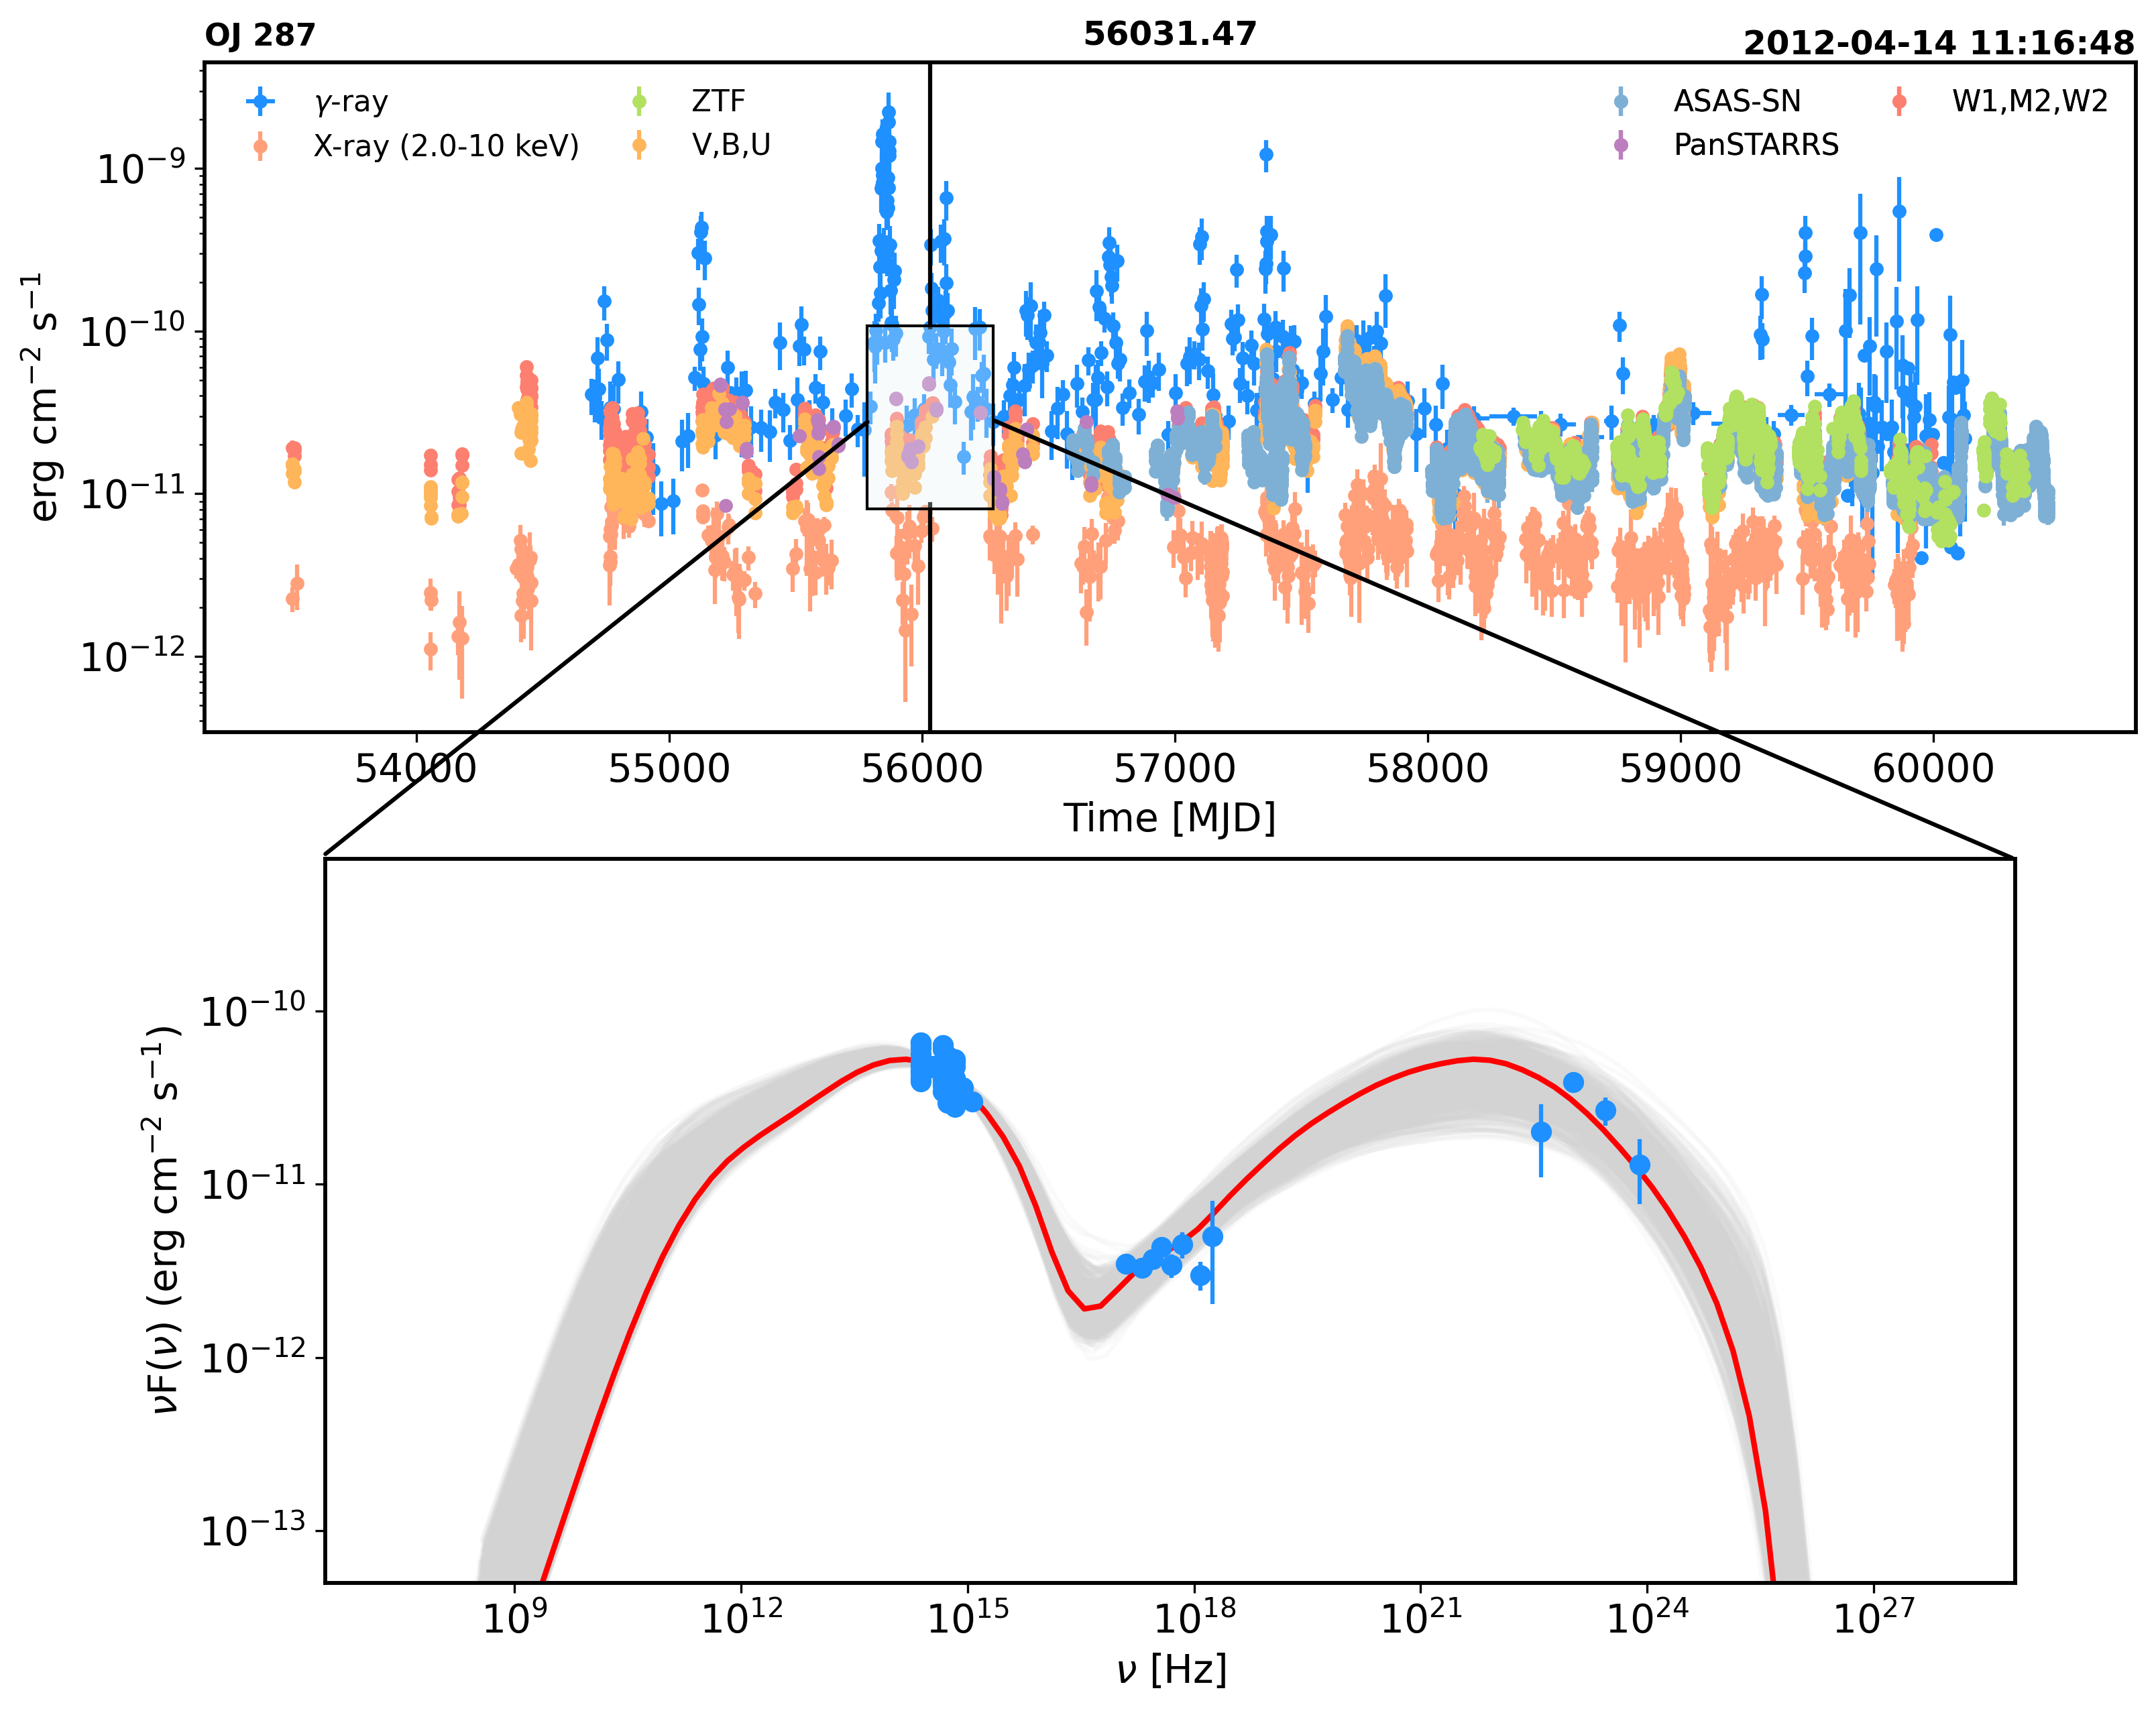 OJ 287 56031.47 2012-04-14 11:16:48
γ-ray ZTF ASAS-SN W1,M2,W2
X-ray (2.0-10 keV) V,B,U PanSTARRS
10⁻⁹
10⁻¹⁰
10⁻¹¹
10⁻¹²
erg cm⁻² s⁻¹
54000 55000 56000 57000 58000 59000 60000
Time [MJD]
10⁻¹⁰
10⁻¹¹
10⁻¹²
10⁻¹³
νF(ν) (erg cm⁻² s⁻¹)
10⁹ 10¹² 10¹⁵ 10¹⁸ 10²¹ 10²⁴ 10²⁷
ν [Hz]